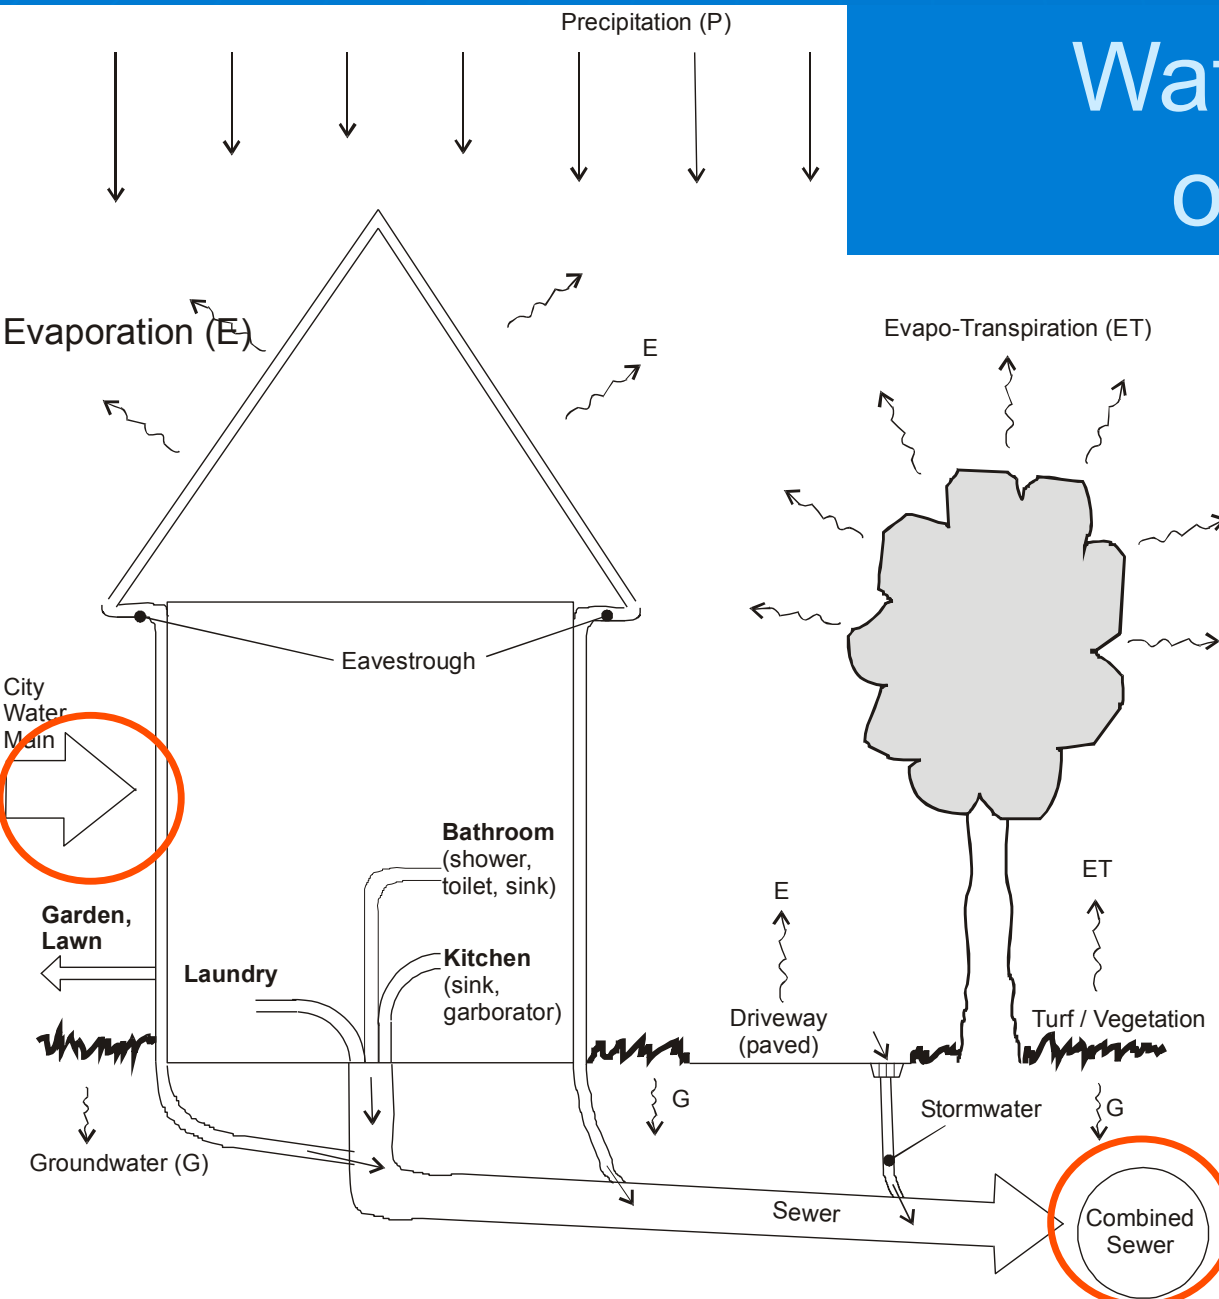 Precipitation (P)
Evaporation (E)
E
Evapo-Transpiration (ET)
Eavestrough
City
Water
Main
Bathroom
(shower,
toilet, sink)
Garden,
Lawn
Laundry
Kitchen
(sink,
garborator)
E
ET
Driveway
(paved)
Turf / Vegetation
G
Stormwater
G
Groundwater (G)
Sewer
Combined
Sewer